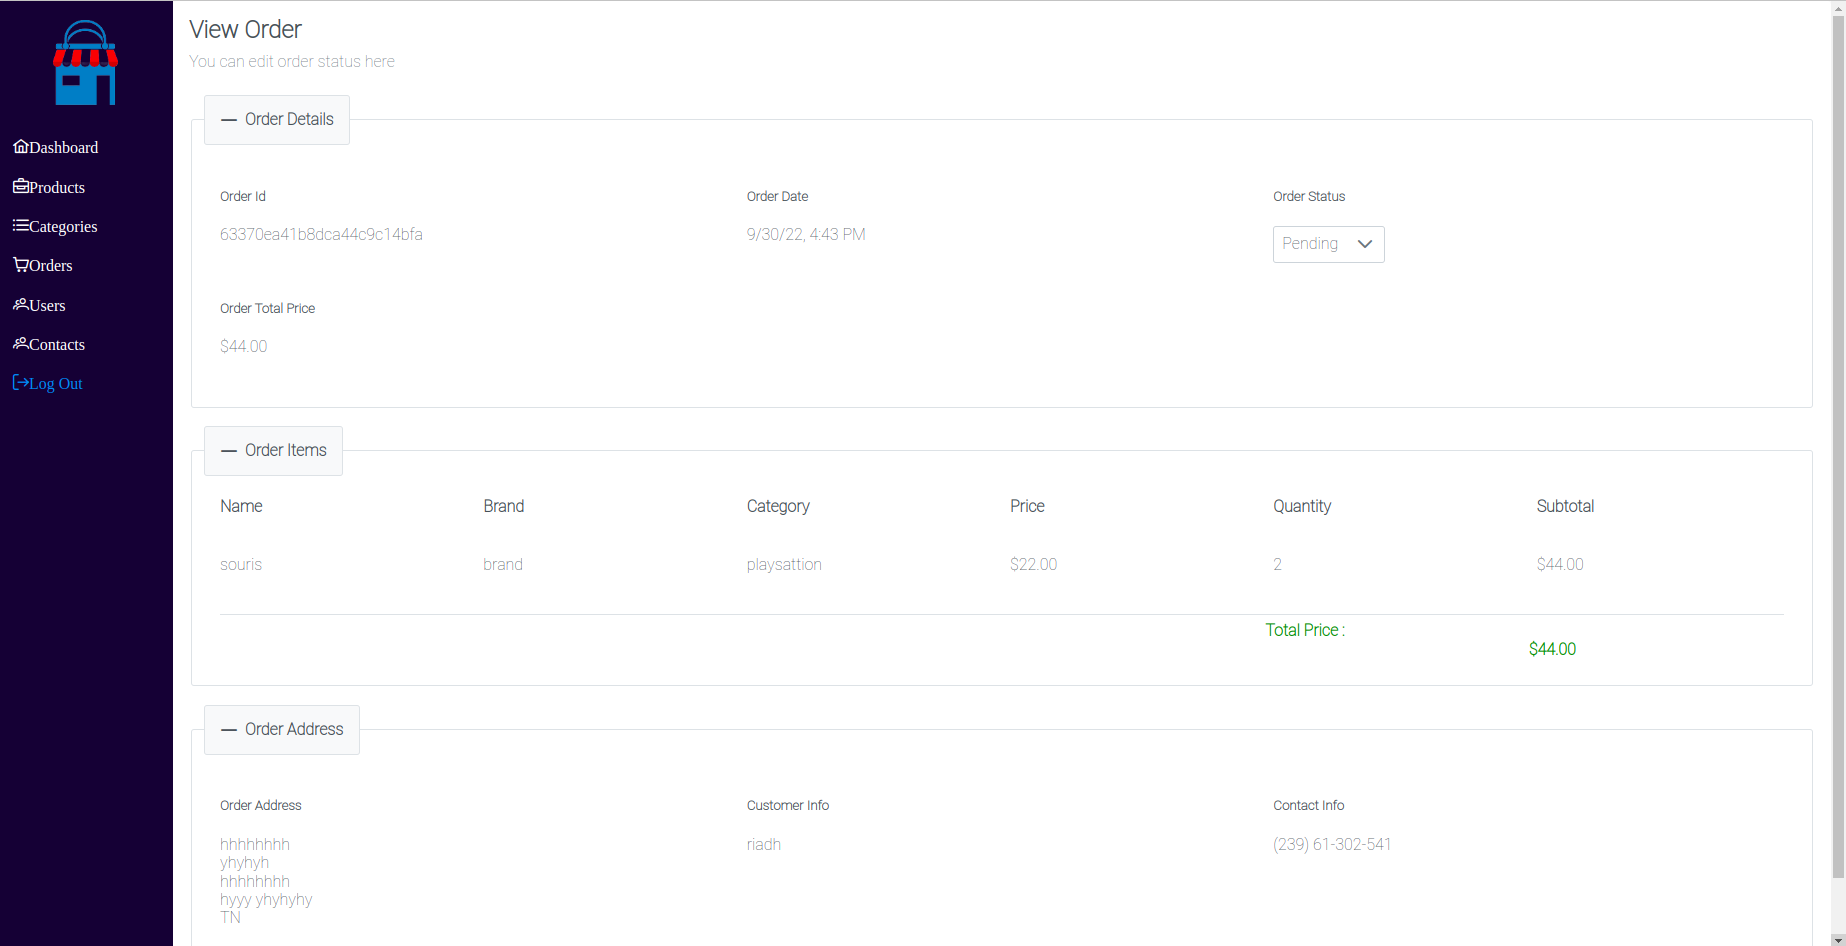 View Order
You can edit order status here
Dashboard
Products
Categories
Orders
Users
Contacts
Log Out
Order Details
Order Id
Order Date
Order Status
63370ea41b8dca44c9c14bfa
9/30/22, 4:43 PM
Pending
Order Total Price
$44.00
Order Items
Name Brand Category Price Quantity Subtotal
souris brand playsattion $22.00 2 $44.00
Total Price :
$44.00
Order Address
Order Address
Customer Info
Contact Info
hhhhhhhh
riadh
(239) 61-302-541
yhyhyh
hhhhhhhh
hyyy yhyhyhy
TN